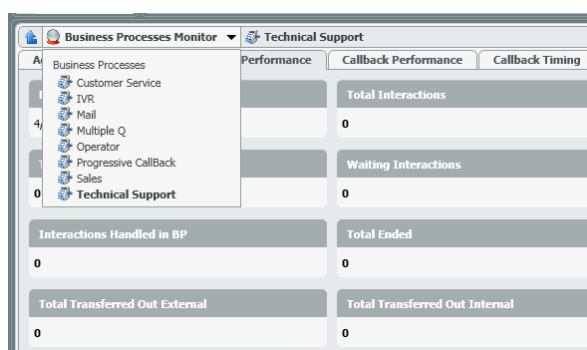 Business Processes Monitor Technical Support
Performance Callback Performance Callback Timing
Business Processes
Customer Service
IVR
Mail
Multiple Q
Operator
Progressive CallBack
Sales
Technical Support
Total Interactions
4/
0
Waiting Interactions
0
0
Interactions Handled in BP
Total Ended
0
0
Total Transferred Out External
Total Transferred Out Internal
0
0